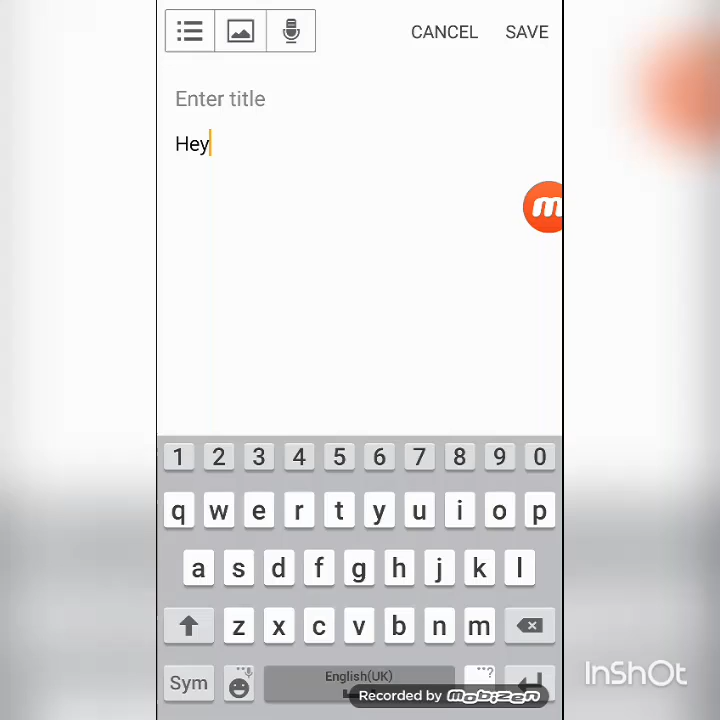 CANCEL SAVE
Enter title
Hey
m
1 2 3 4 5 6 7 8 9 0
q w e r t y u i o p
a s d f g h j k l
z x c v b n m
Sym English(UK) ...?
Recorded by mobizen
InShOt